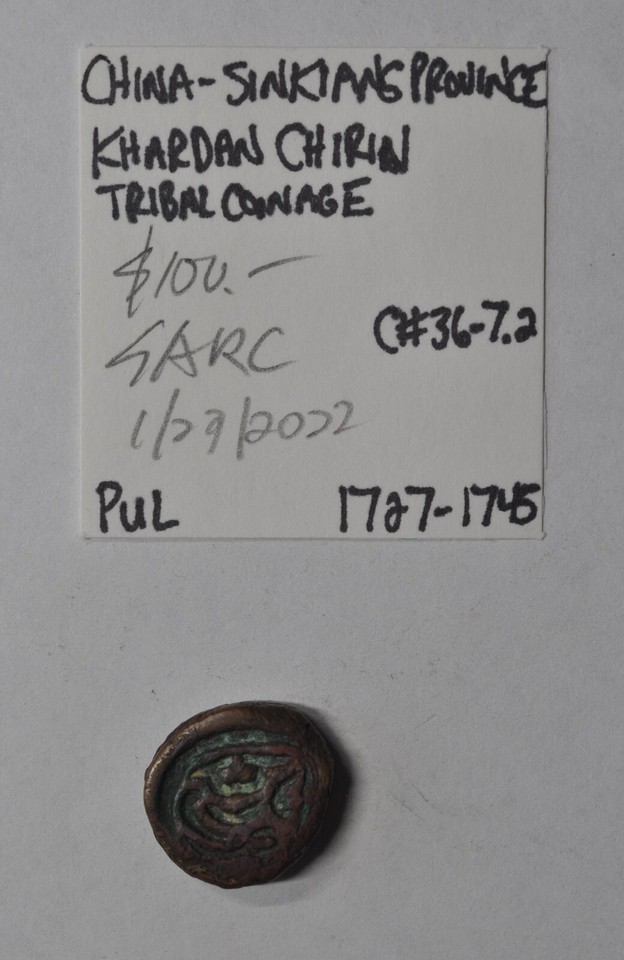 CHINA - SINKIANG PROVINCE
KHARDAN CHIRIN
TRIBAL COINAGE
$100.-
SARC
C#36-7.2
1/29/2022
PUL 1727-1745